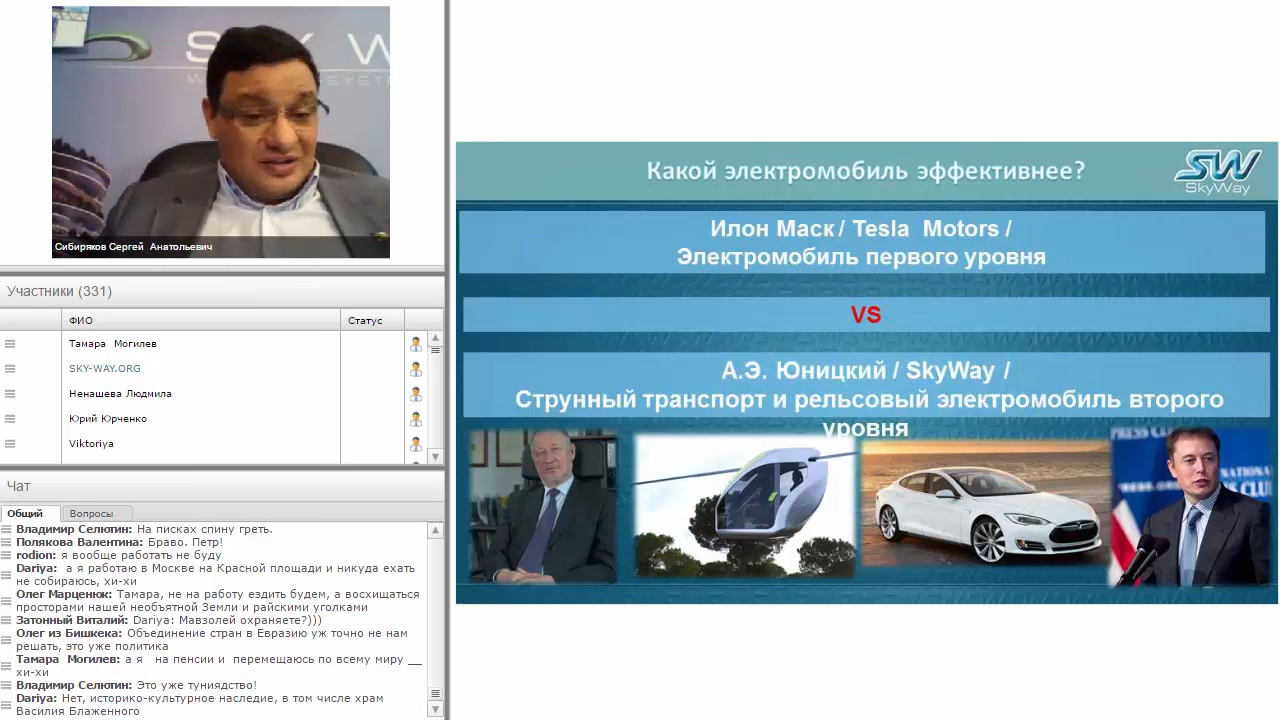 SKY W
Сибиряков Сергей  Анатольевич
Участники (331)
ФИО
Статус
Тамара  Могилев
SKY-WAY.ORG
Ненашева Людмила
Юрий Юрченко
Viktoriya
Чат
Общий
Вопросы
Владимир Селютин: На писках спину греть.
Полякова Валентина: Браво. Петр!
rodion: я вообще работать не буду
Dariya:  а я работаю в Москве на Красной площади и никуда ехать
не собираюсь, хи-хи
Олег Марценюк: Тамара, не на работу ездить будем, а восхищаться
просторами нашей необъятной Земли и райскими уголками
Затонный Виталий: Dariya: Мавзолей охраняете?)))
Олег из Бишкека: Объединение стран в Евразию уж точно не нам
решать, это уже политика
Тамара  Могилев: а я   на пенсии и  перемещаюсь по всему миру __
хи-хи
Владимир Селютин: Это уже туниядство!
Dariya: Нет, историко-культурное наследие, в том числе храм
Василия Блаженного
Какой электромобиль эффективнее?
SW
SkyWay
Илон Маск / Tesla  Motors /
Электромобиль первого уровня
VS
А.Э. Юницкий / SkyWay /
Струнный транспорт и рельсовый электромобиль второго
уровня